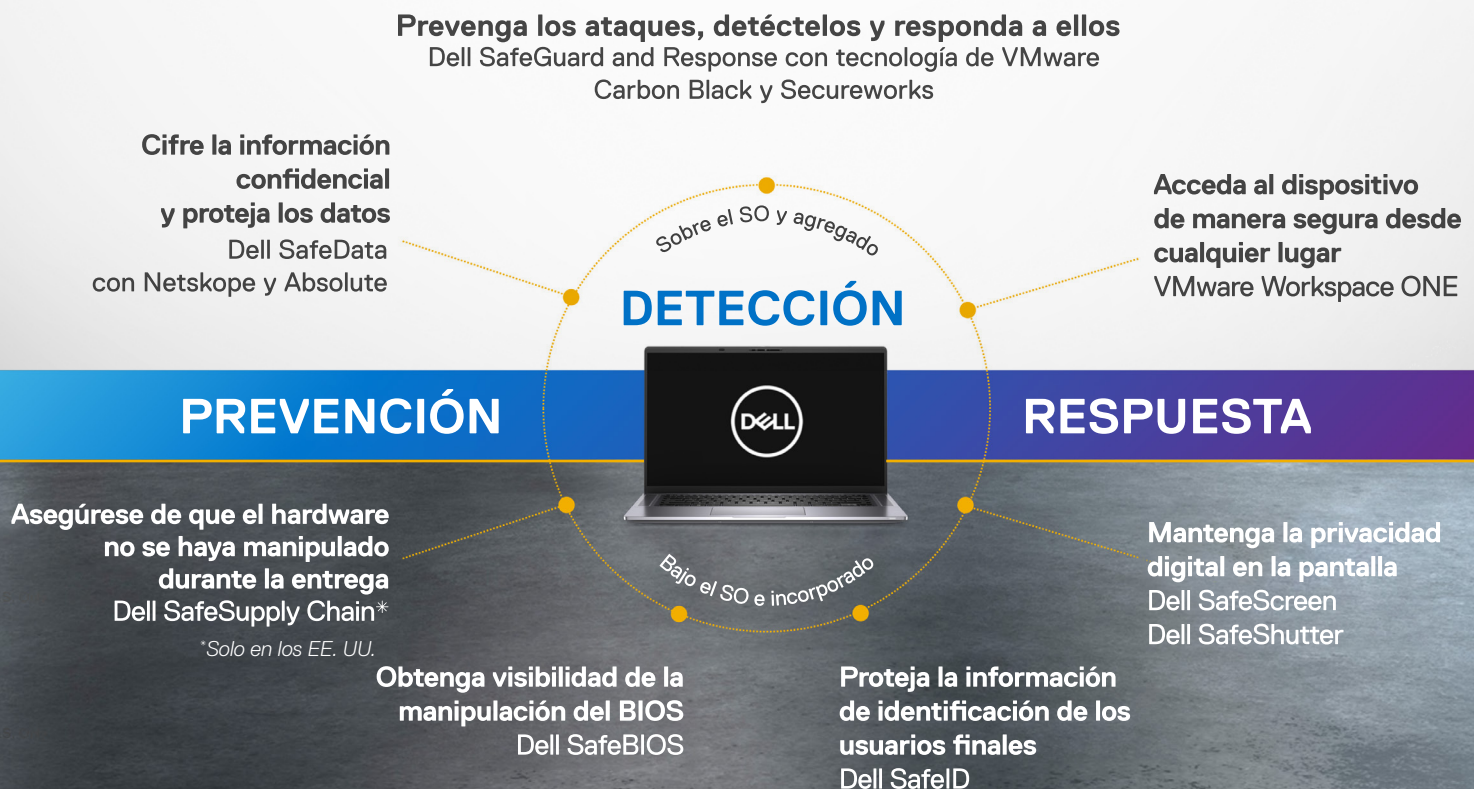 Prevenga los ataques, detéctelos y responda a ellos
Dell SafeGuard and Response con tecnología de VMware
Carbon Black y Secureworks
Cifre la información
confidencial
y proteja los datos
Dell SafeData
con Netskope y Absolute
Sobre el SO y agregado
Acceda al dispositivo
de manera segura desde
cualquier lugar
VMware Workspace ONE
DETECCIÓN
PREVENCIÓN
DELL
RESPUESTA
Asegúrese de que el hardware
no se haya manipulado
durante la entrega
Dell SafeSupply Chain*
*Solo en los EE. UU.
Bajo el SO e incorporado
Mantenga la privacidad
digital en la pantalla
Dell SafeScreen
Dell SafeShutter
Obtenga visibilidad de la
manipulación del BIOS
Dell SafeBIOS
Proteja la información
de identificación de los
usuarios finales
Dell SafeID